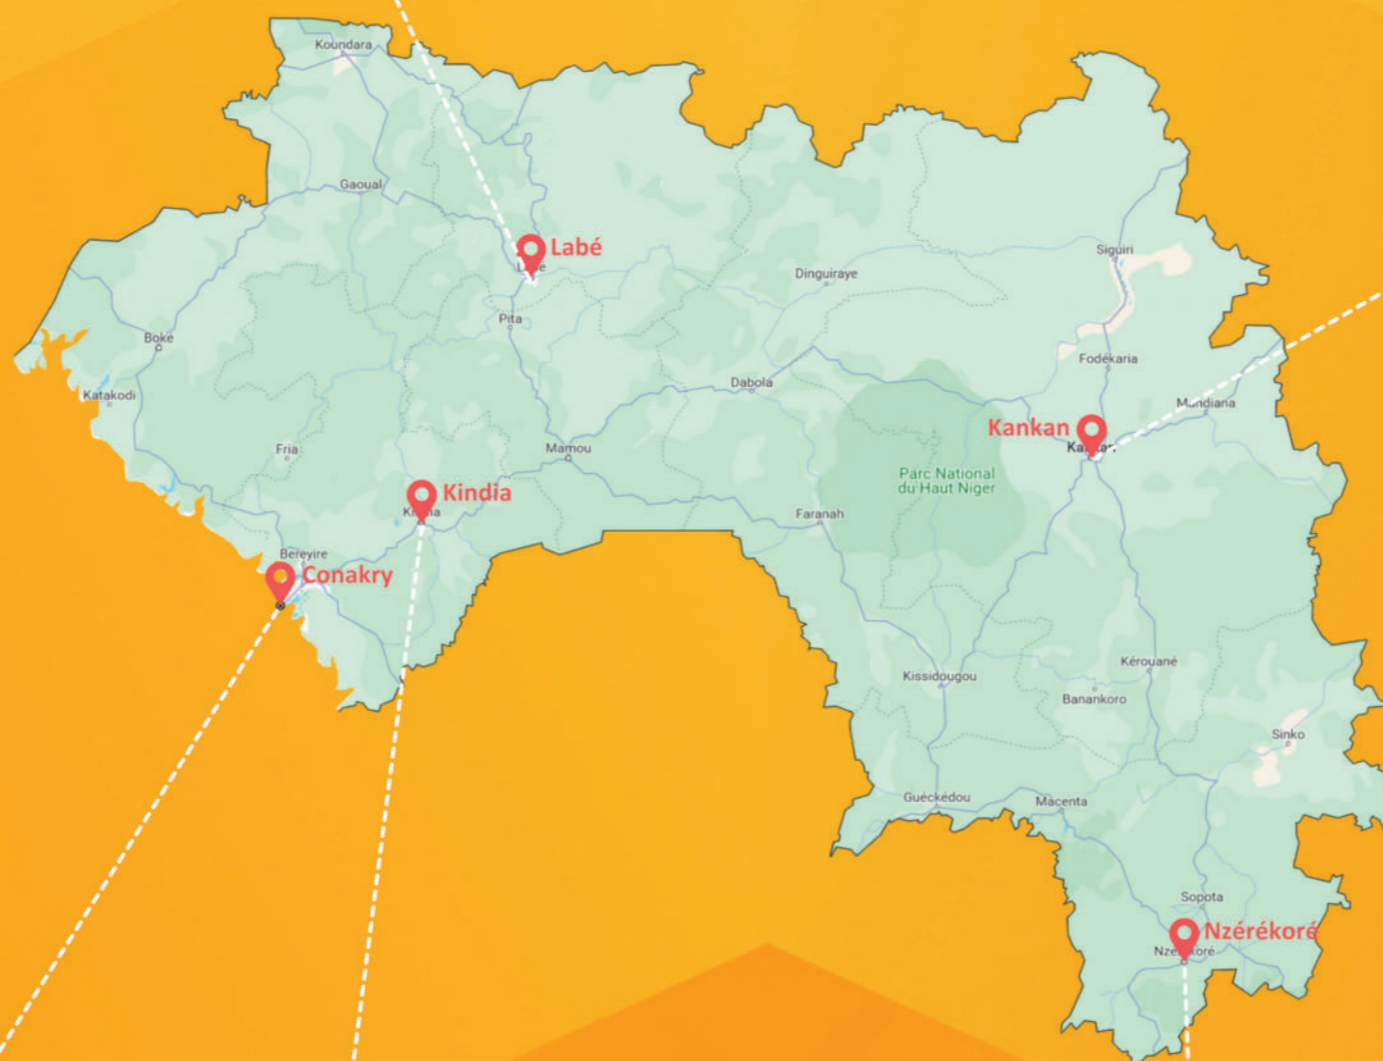 Koundara
Gaoual
Labé
Siguiri
Dinguiraye
Pita
Boké
Fodékaria
Dabola
Katakodi
Mandiana
Kankan
Fria
Mamou
Parc National
du Haut Niger
Kindia
Faranah
Bereyire
Conakry
Kérouané
Kissidougou
Banankoro
Sinko
Guéckédou
Macenta
Sopota
Nzérékoré